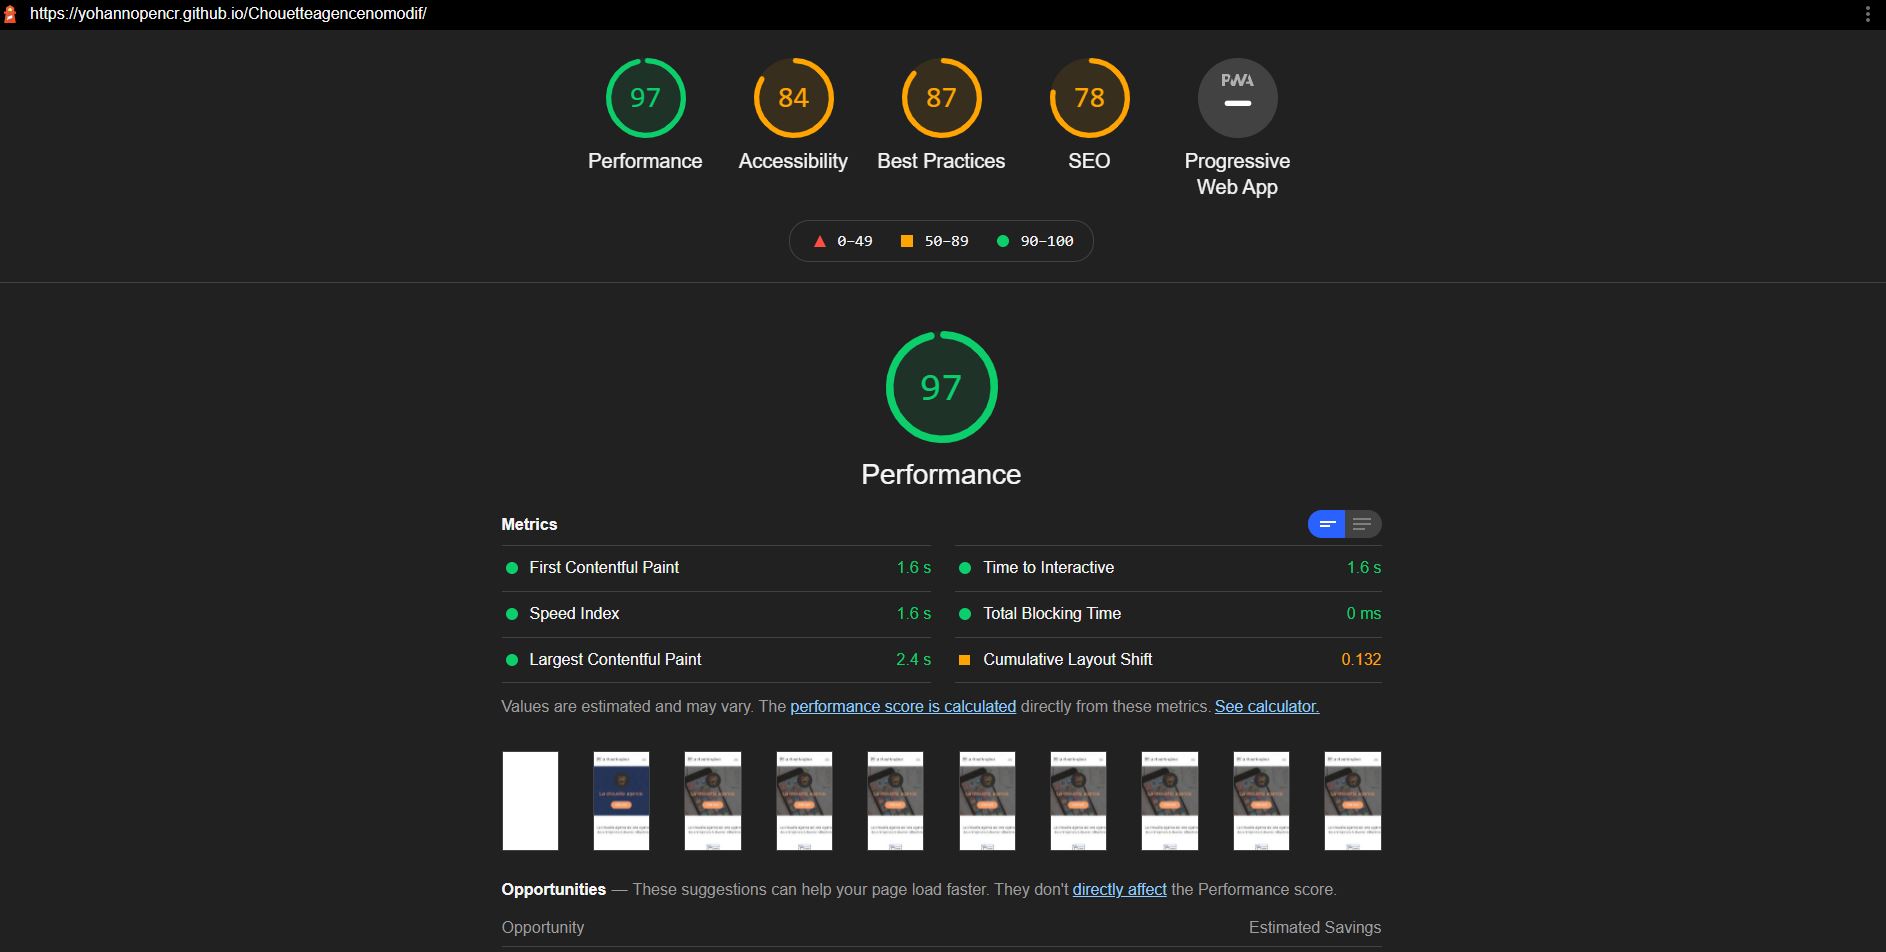 https://yohannopencr.github.io/Chouetteagencenomodif/
97 84 87 78 PWA
Performance Accessibility Best Practices SEO Progressive
Web App
0–49 50–89 90–100
97
Performance
Metrics
First Contentful Paint 1.6 s Time to Interactive 1.6 s
Speed Index 1.6 s Total Blocking Time 0 ms
Largest Contentful Paint 2.4 s Cumulative Layout Shift 0.132
Values are estimated and may vary. The performance score is calculated directly from these metrics. See calculator.
Opportunities — These suggestions can help your page load faster. They don't directly affect the Performance score.
Opportunity Estimated Savings